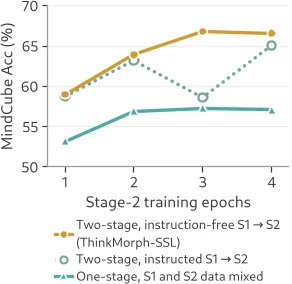 MindCube Acc (%)
70
65
60
55
50
1 2 3 4
Stage-2 training epochs
Two-stage, instruction-free S1→S2
(ThinkMorph-SSL)
Two-stage, instructed S1→S2
One-stage, S1 and S2 data mixed